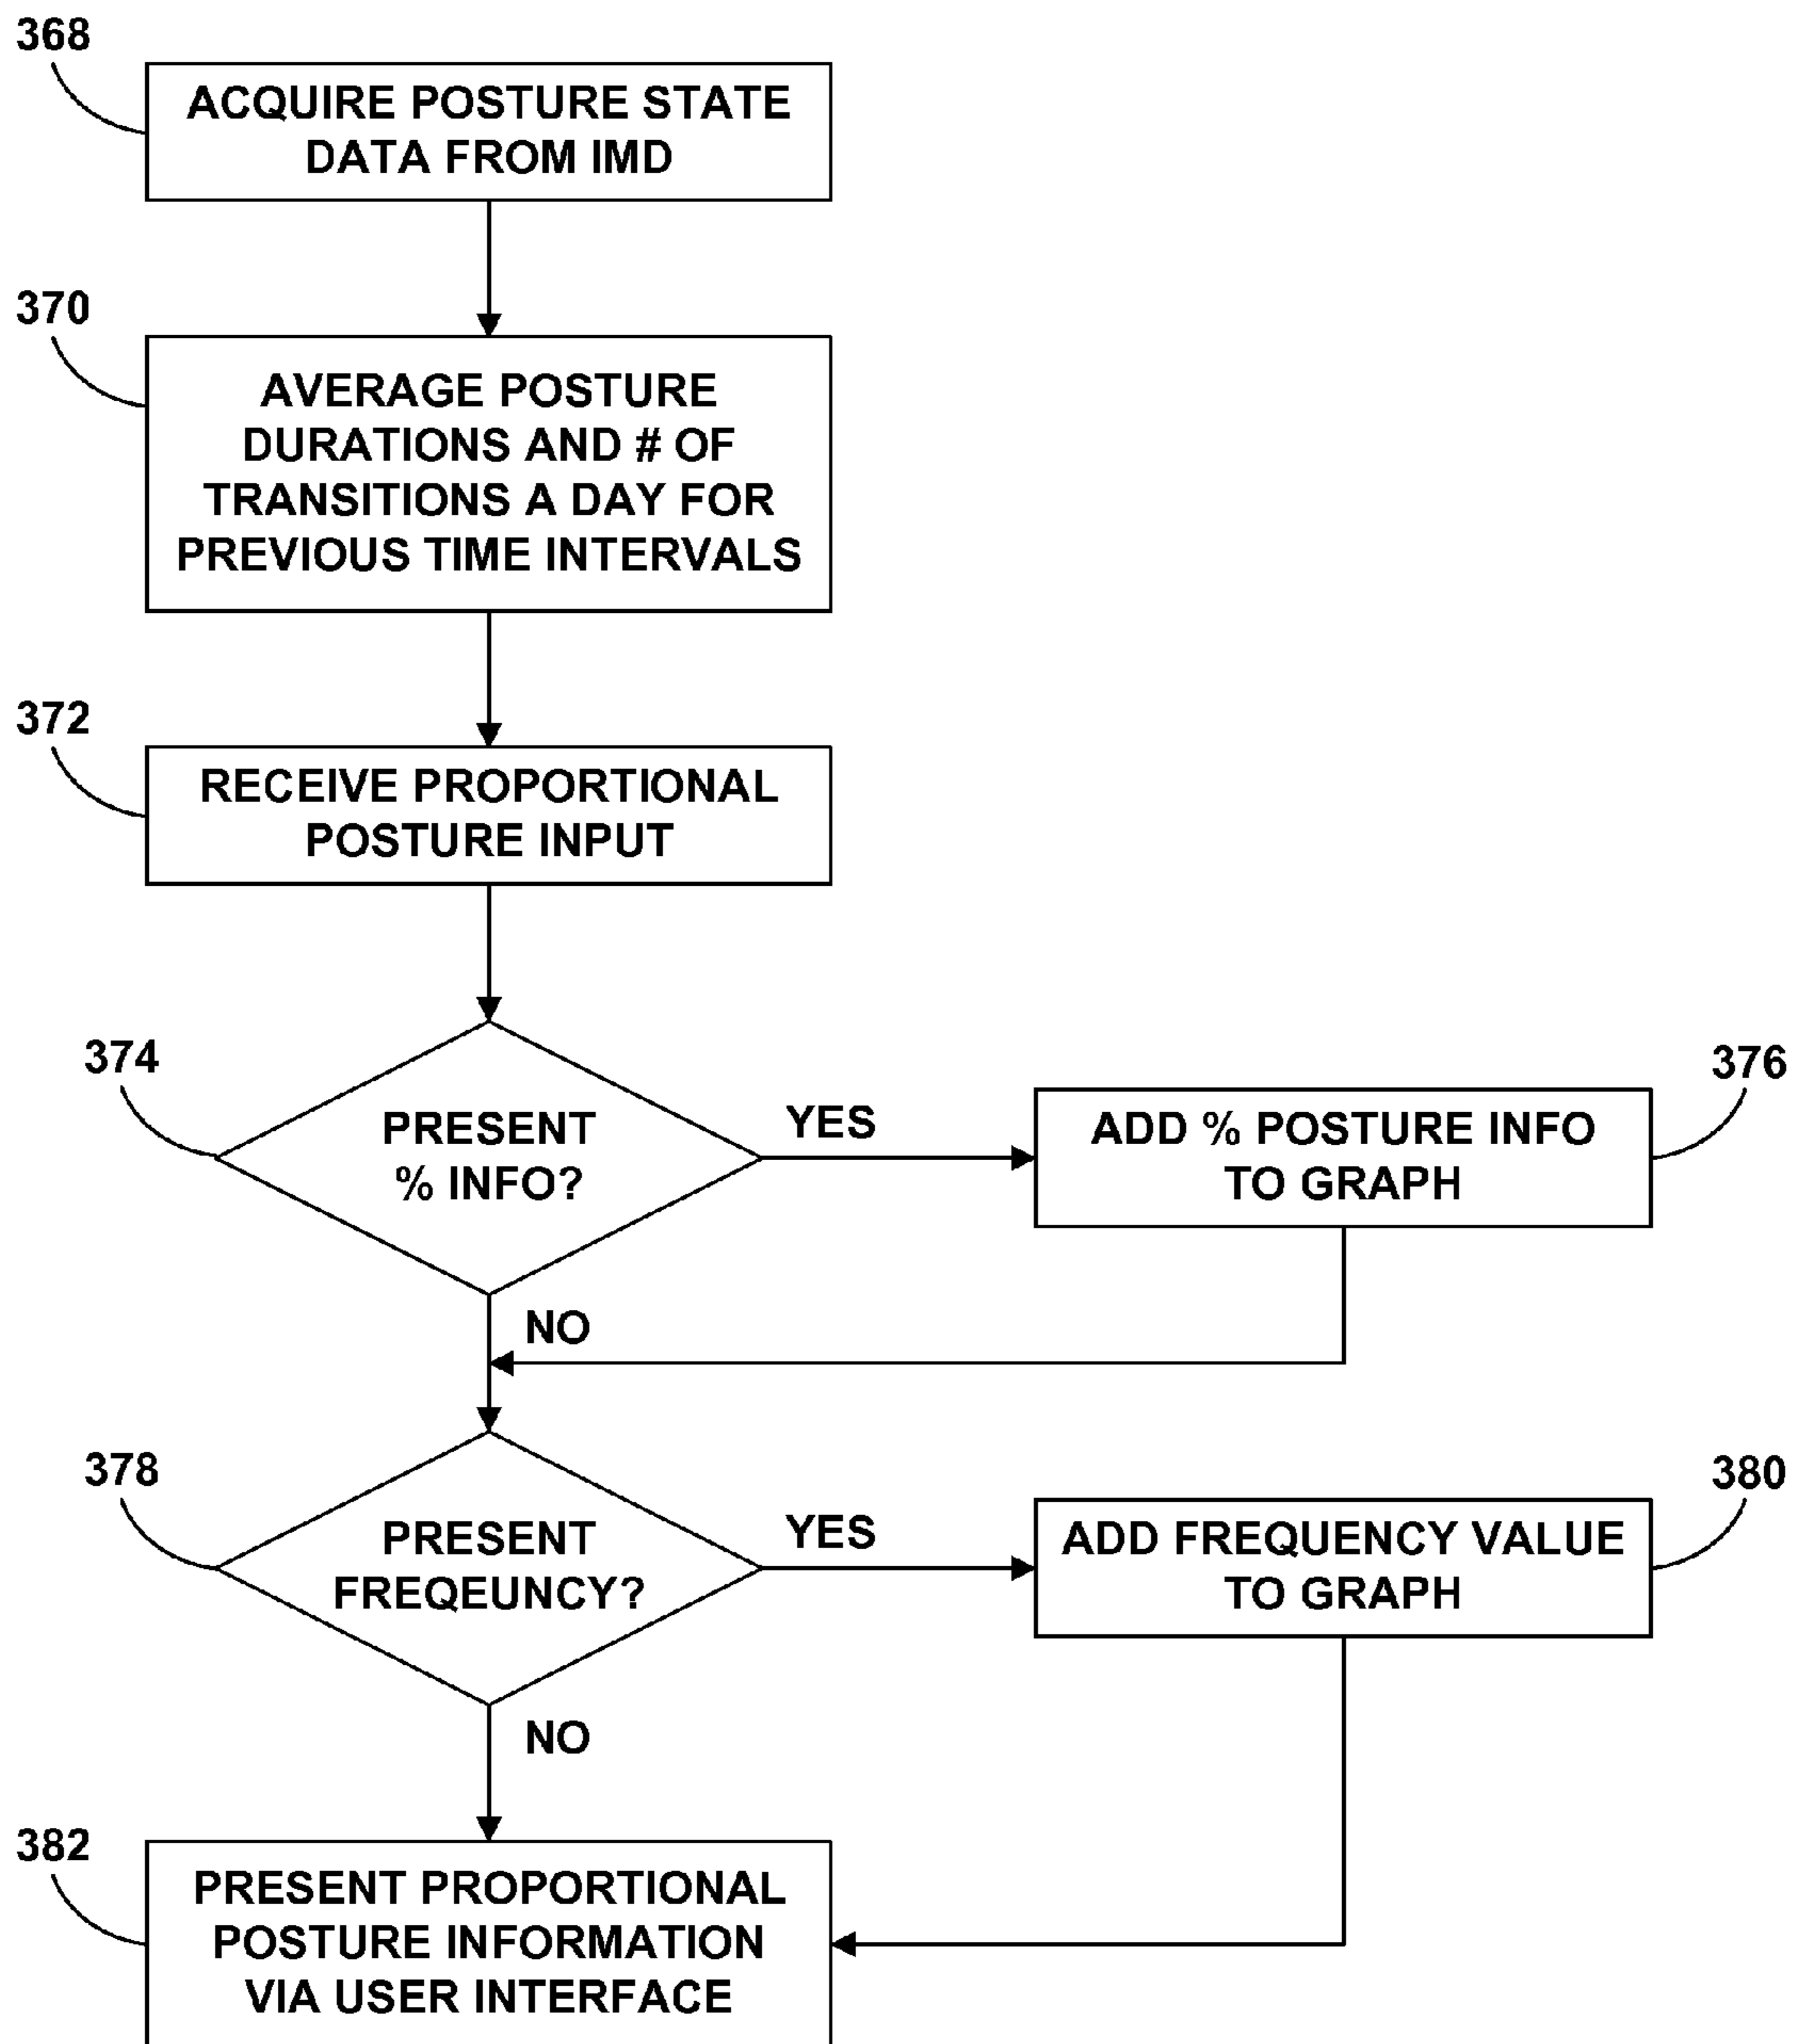 368
ACQUIRE POSTURE STATE
DATA FROM IMD
370
AVERAGE POSTURE
DURATIONS AND # OF
TRANSITIONS A DAY FOR
PREVIOUS TIME INTERVALS
372
RECEIVE PROPORTIONAL
POSTURE INPUT
374
PRESENT
% INFO?
YES
376
ADD % POSTURE INFO
TO GRAPH
NO
378
PRESENT
FREQEUNCY?
YES
380
ADD FREQUENCY VALUE
TO GRAPH
NO
382
PRESENT PROPORTIONAL
POSTURE INFORMATION
VIA USER INTERFACE